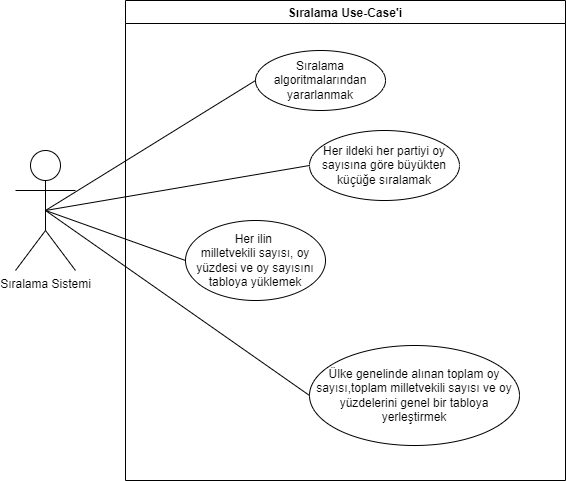 Sıralama Use-Case'i
Sıralama
algoritmalarından
yararlanmak
Her ildeki her partiyi oy
sayısına göre büyükten
küçüğe sıralamak
Her ilin
milletvekili sayısı, oy
yüzdesi ve oy sayısını
tabloya yüklemek
Sıralama Sistemi
Ülke genelinde alınan toplam oy
sayısı,toplam milletvekili sayısı ve oy
yüzdelerini genel bir tabloya
yerleştirmek